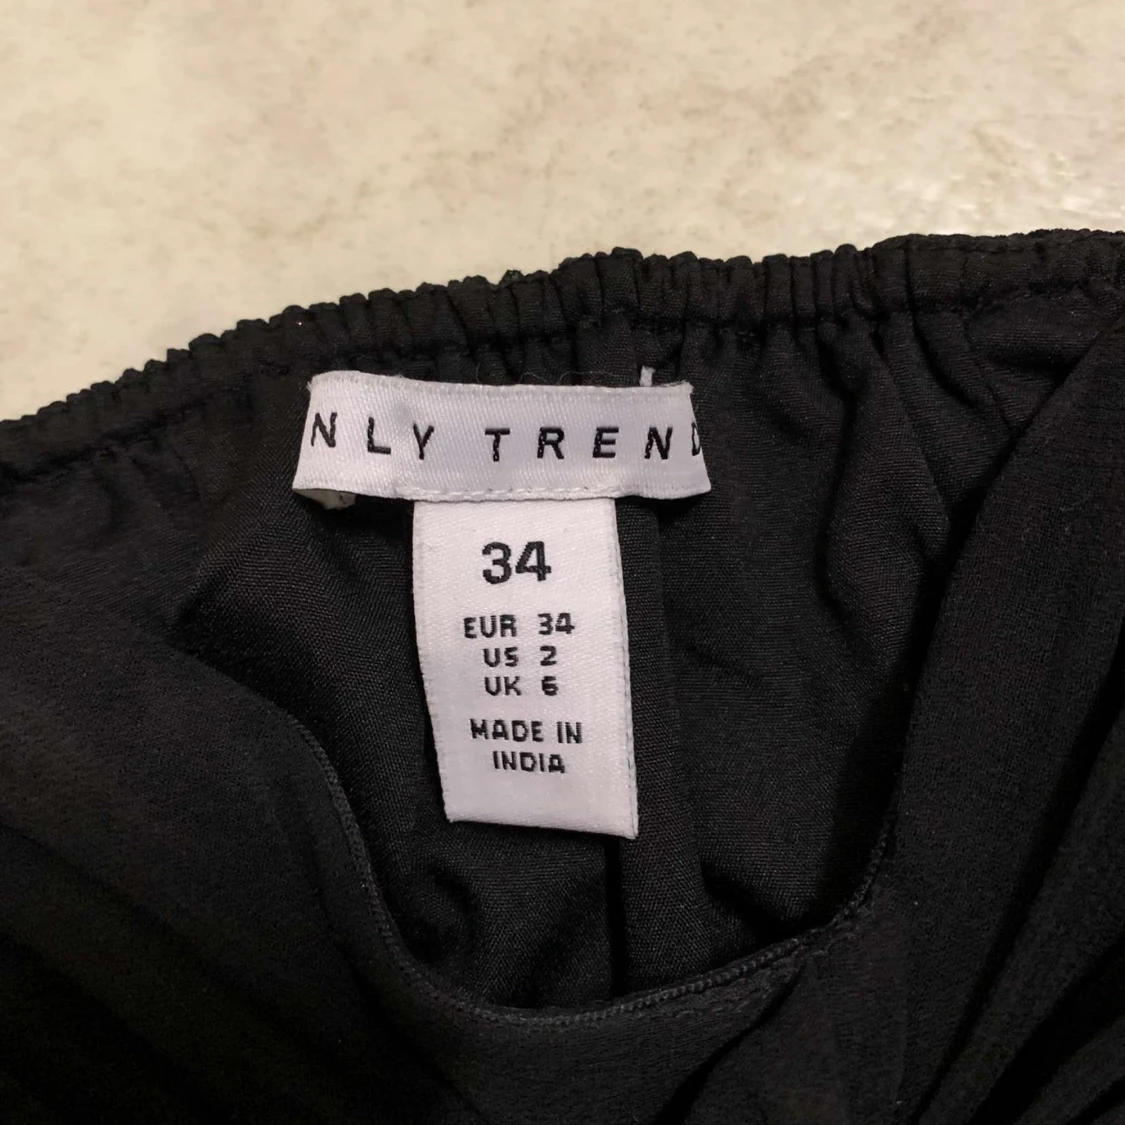 NLY TREND
34
EUR 34
US 2
UK 6
MADE IN
INDIA